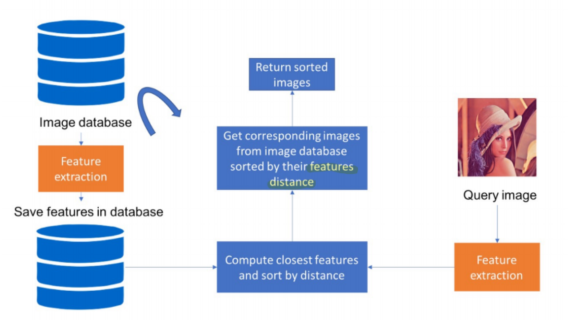 Image database
Feature
extraction
Save features in database
Return sorted
images
Get corresponding images
from image database
sorted by their features
distance
Compute closest features
and sort by distance
Query image
Feature
extraction